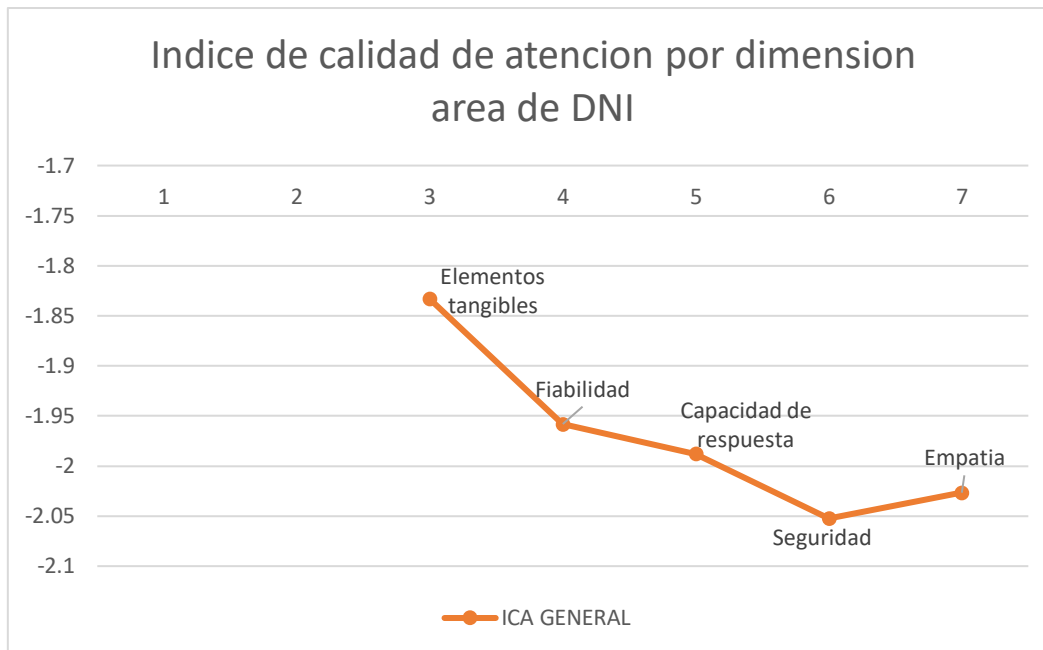 Indice de calidad de atencion por dimension
area de DNI
-1.7
1 2 3 4 5 6 7
-1.75
-1.8
Elementos
tangibles
-1.85
-1.9
Fiabilidad
-1.95
Capacidad de
respuesta
-2
Empatia
-2.05
Seguridad
-2.1
ICA GENERAL